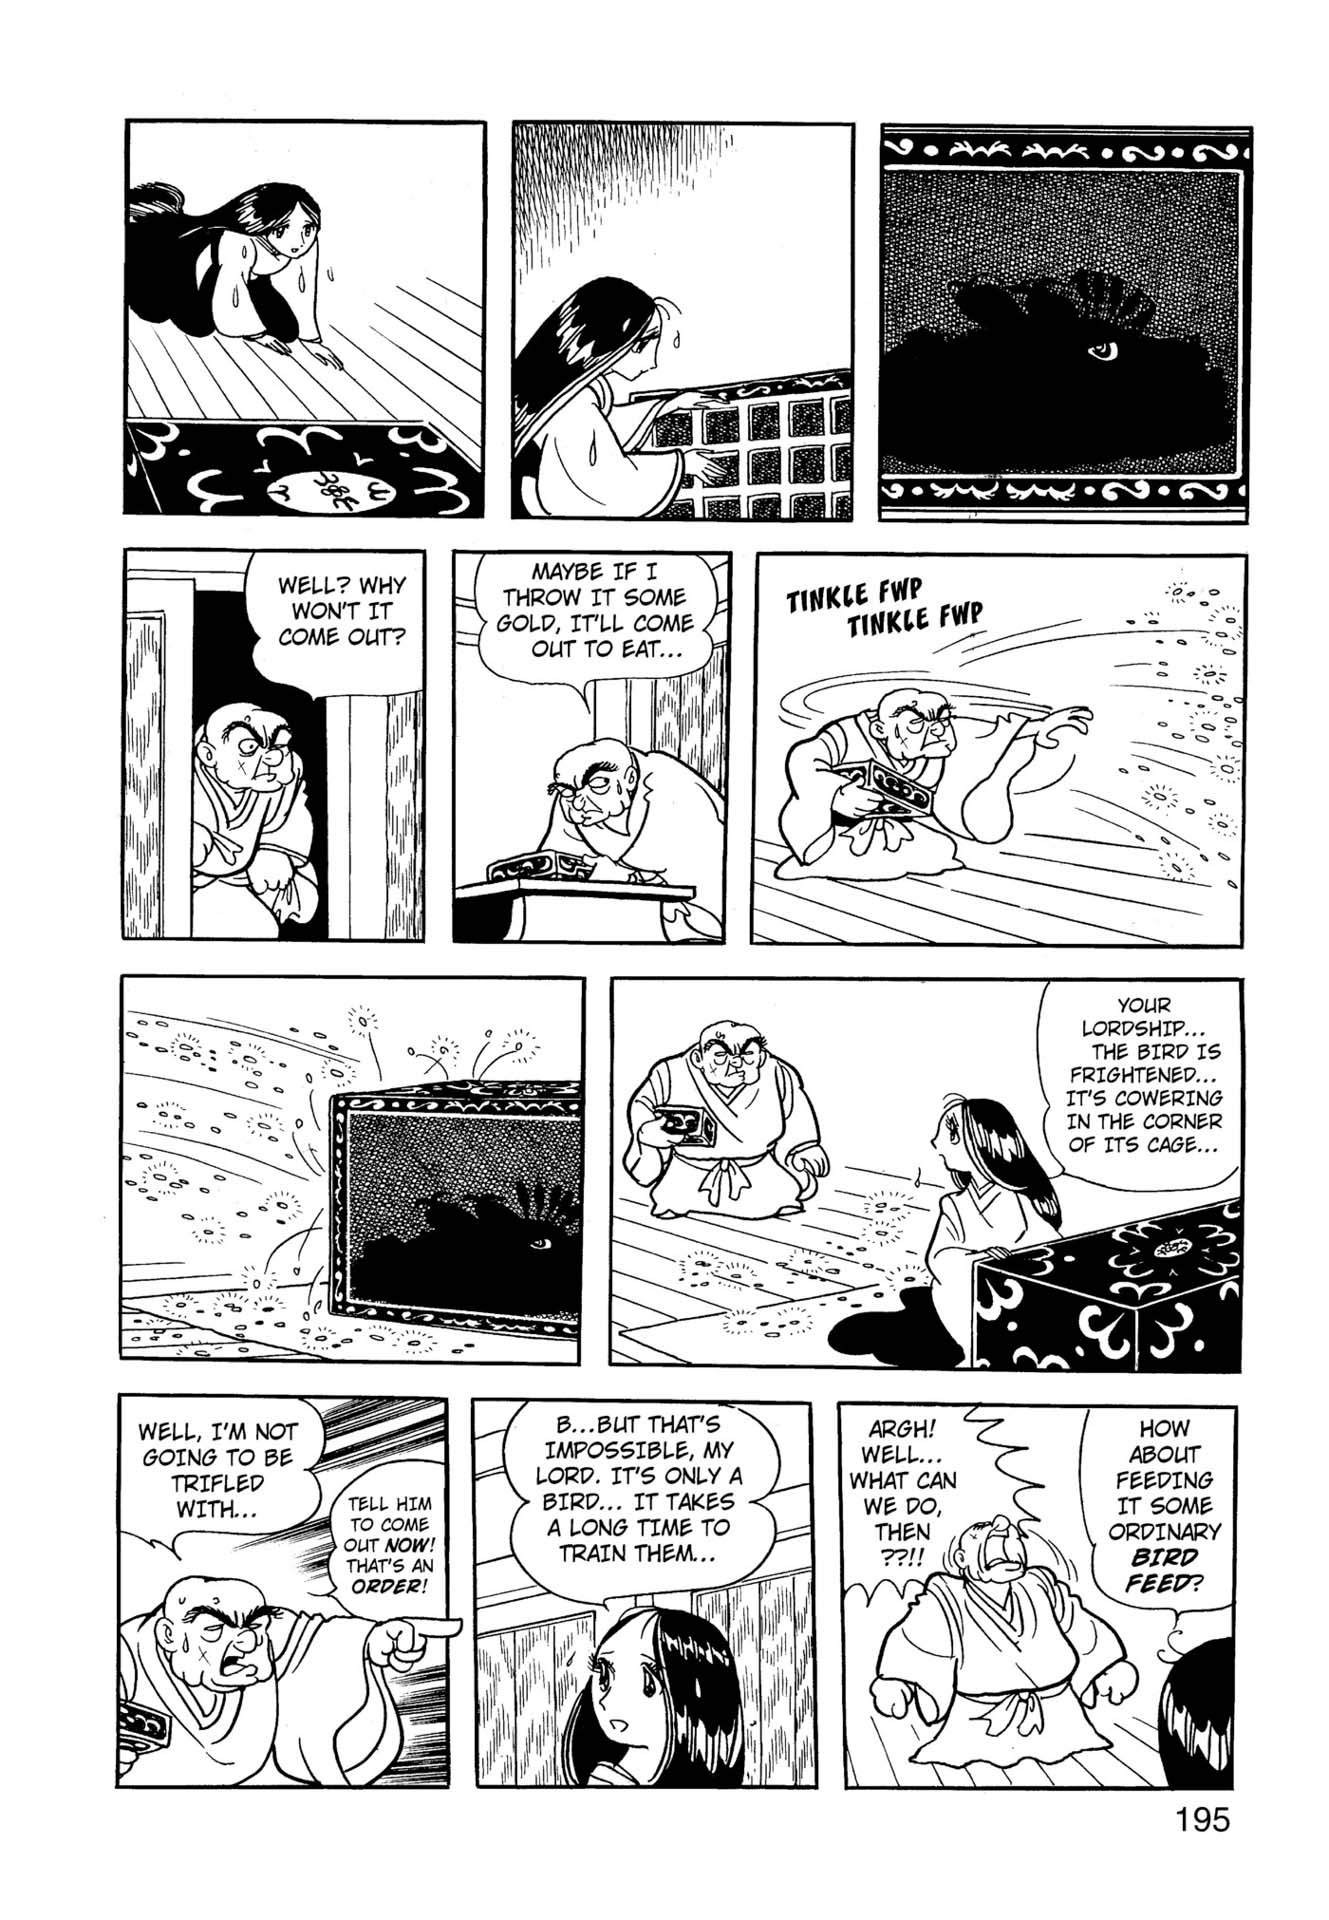 WELL? WHY
WON'T IT
COME OUT?
MAYBE IF I
THROW IT SOME
GOLD, IT'LL COME
OUT TO EAT...
TINKLE FWP
TINKLE FWP
YOUR
LORDSHIP...
THE BIRD IS
FRIGHTENED...
IT'S COWERING
IN THE CORNER
OF ITS CAGE...
WELL, I'M NOT
GOING TO BE
TRIFLED
WITH...
TELL HIM
TO COME
OUT NOW!
THAT'S AN
ORDER!
B...BUT THAT'S
IMPOSSIBLE, MY
LORD. IT'S ONLY A
BIRD... IT TAKES
A LONG TIME TO
TRAIN THEM...
ARGH!
WELL...
WHAT CAN
WE DO,
THEN
??!!
HOW
ABOUT
FEEDING
IT SOME
ORDINARY
BIRD
FEED?
195